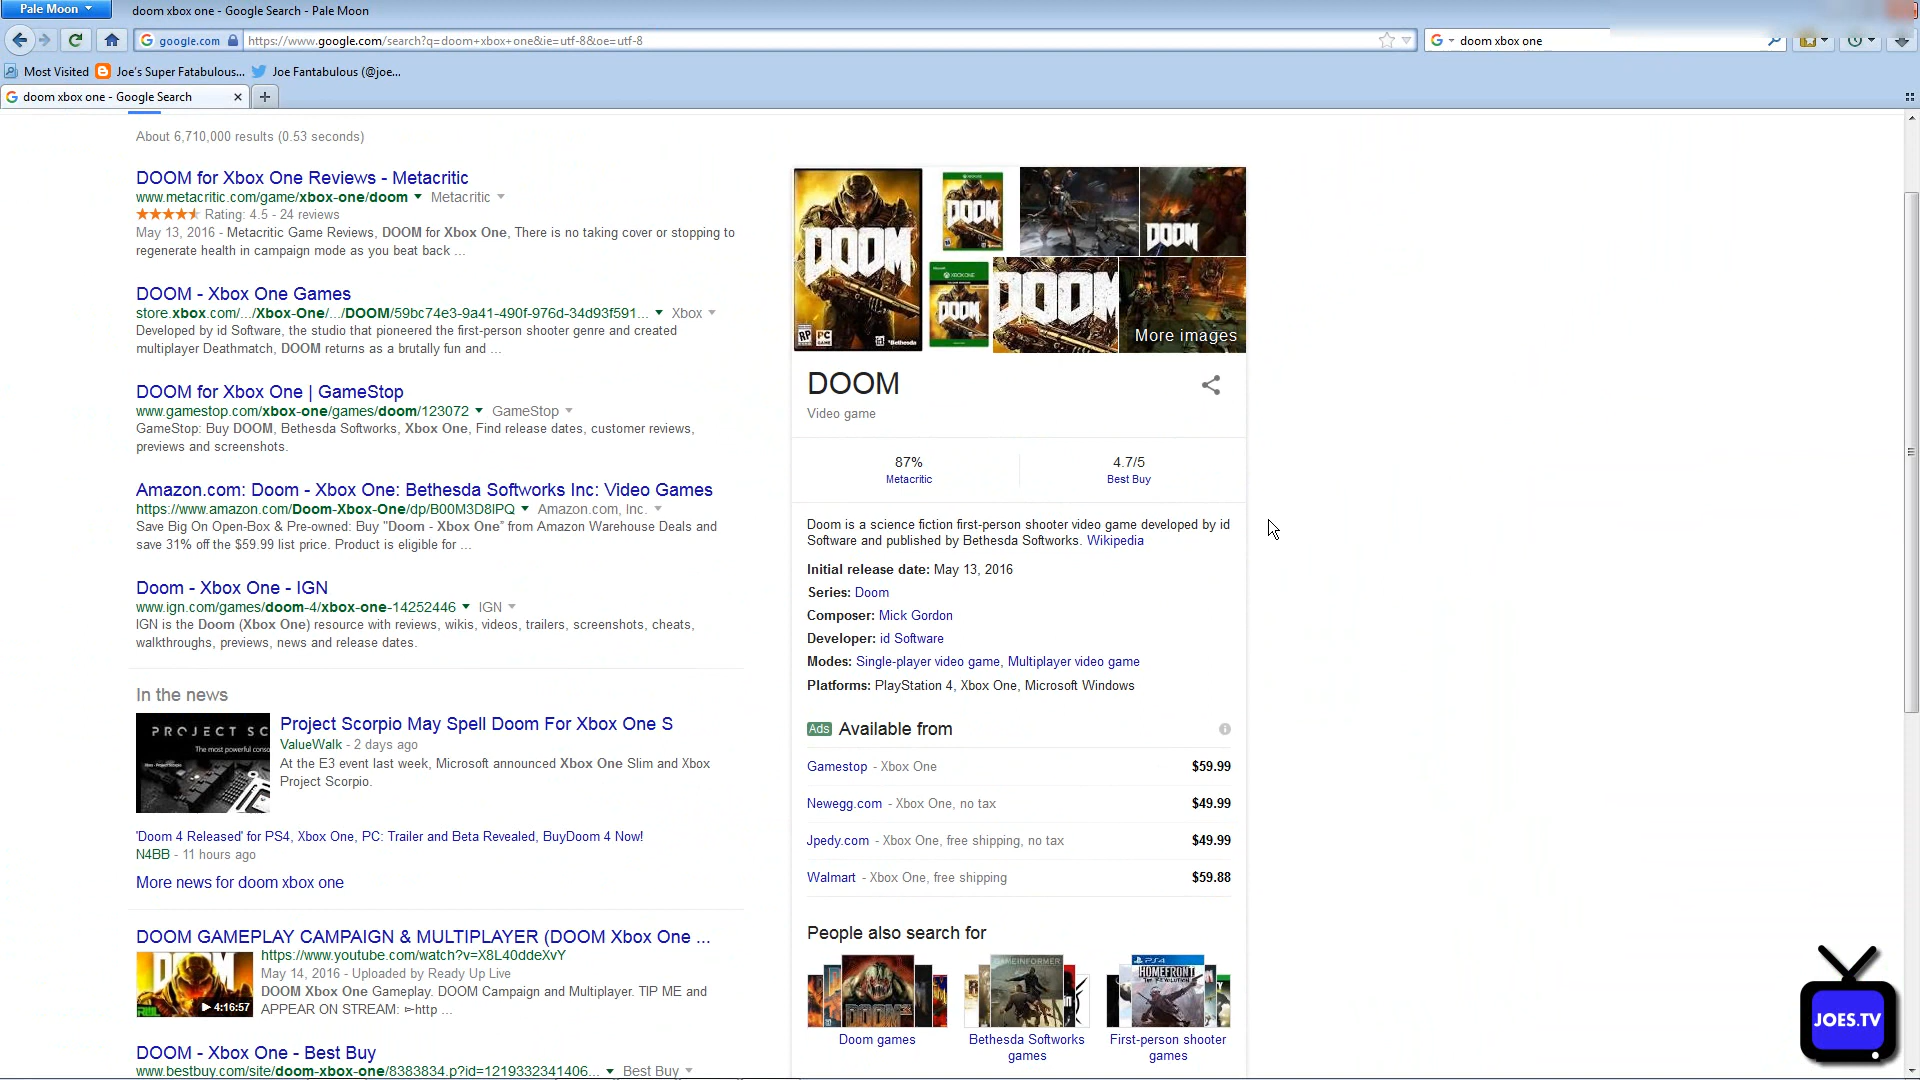 Pale Moon
doom xbox one - Google Search - Pale Moon
google.com
https://www.google.com/search?q=doom+xbox+one&ie=utf-8&oe=utf-8
doom xbox one
Most Visited
Joe's Super Fatabulous...
Joe Fantabulous (@joe...
doom xbox one - Google Search
About 6,710,000 results (0.53 seconds)
DOOM for Xbox One Reviews - Metacritic
www.metacritic.com/game/xbox-one/doom Metacritic
Rating: 4.5 - 24 reviews
May 13, 2016 - Metacritic Game Reviews, DOOM for Xbox One, There is no taking cover or stopping to
regenerate health in campaign mode as you beat back ...
DOOM - Xbox One Games
store.xbox.com/.../Xbox-One/.../DOOM/59bc74e3-9a41-490f-976d-34d93f591... Xbox
Developed by id Software, the studio that pioneered the first-person shooter genre and created
multiplayer Deathmatch, DOOM returns as a brutally fun and ...
DOOM for Xbox One | GameStop
www.gamestop.com/xbox-one/games/doom/123072 GameStop
GameStop: Buy DOOM, Bethesda Softworks, Xbox One, Find release dates, customer reviews,
previews and screenshots.
Amazon.com: Doom - Xbox One: Bethesda Softworks Inc: Video Games
https://www.amazon.com/Doom-Xbox-One/dp/B00M3D8IPQ Amazon.com, Inc.
Save Big On Open-Box & Pre-owned: Buy "Doom - Xbox One" from Amazon Warehouse Deals and
save 31% off the $59.99 list price. Product is eligible for ...
Doom - Xbox One - IGN
www.ign.com/games/doom-4/xbox-one-14252446 IGN
IGN is the Doom (Xbox One) resource with reviews, wikis, videos, trailers, screenshots, cheats,
walkthroughs, previews, news and release dates.
In the news
PROJECT SC
The most powerful conso
Project Scorpio May Spell Doom For Xbox One S
ValueWalk - 2 days ago
At the E3 event last week, Microsoft announced Xbox One Slim and Xbox
Project Scorpio.
'Doom 4 Released' for PS4, Xbox One, PC: Trailer and Beta Revealed, BuyDoom 4 Now!
N4BB - 11 hours ago
More news for doom xbox one
DOOM GAMEPLAY CAMPAIGN & MULTIPLAYER (DOOM Xbox One ...
4:16:57
https://www.youtube.com/watch?v=X8L40ddeXvY
May 14, 2016 - Uploaded by Ready Up Live
DOOM Xbox One Gameplay. DOOM Campaign and Multiplayer. TIP ME and
APPEAR ON STREAM: ➳http ...
DOOM - Xbox One - Best Buy
www.bestbuy.com/site/doom-xbox-one/8383834.p?id=1219332341406... Best Buy
DOOM
DOOM
DOOM
DOOM
DOOM
More images
DOOM
Video game
87%
Metacritic
4.7/5
Best Buy
Doom is a science fiction first-person shooter video game developed by id
Software and published by Bethesda Softworks. Wikipedia
Initial release date: May 13, 2016
Series: Doom
Composer: Mick Gordon
Developer: id Software
Modes: Single-player video game, Multiplayer video game
Platforms: PlayStation 4, Xbox One, Microsoft Windows
Ads Available from
Gamestop - Xbox One $59.99
Newegg.com - Xbox One, no tax $49.99
Jpedy.com - Xbox One, free shipping, no tax $49.99
Walmart - Xbox One, free shipping $59.88
People also search for
DOOM
GAMEINFORMER
PS4
HOMEFRONT
Doom games
Bethesda Softworks
games
First-person shooter
games
JOES.TV